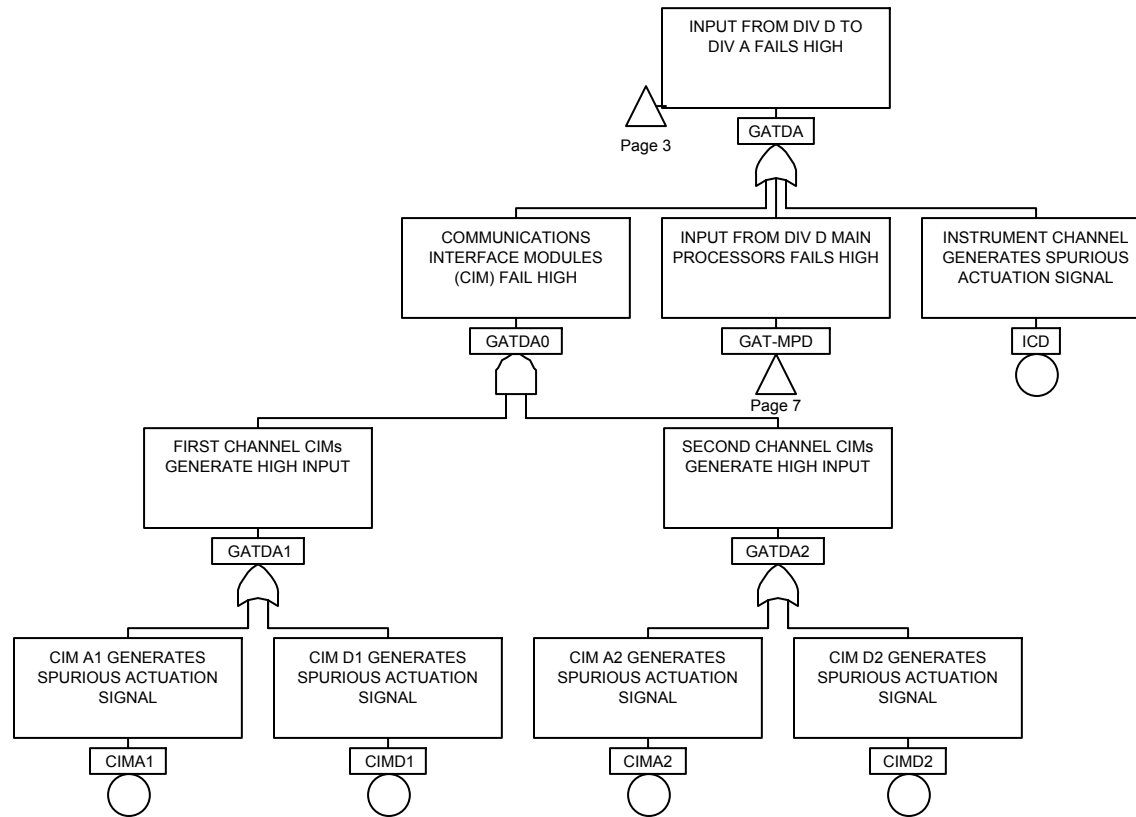 INPUT FROM DIV D TO
DIV A FAILS HIGH
Page 3
GATDA
COMMUNICATIONS
INTERFACE MODULES
(CIM) FAIL HIGH
INPUT FROM DIV D MAIN
PROCESSORS FAILS HIGH
INSTRUMENT CHANNEL
GENERATES SPURIOUS
ACTUATION SIGNAL
GATDA0
GAT-MPD
ICD
Page 7
FIRST CHANNEL CIMs
GENERATE HIGH INPUT
SECOND CHANNEL CIMs
GENERATE HIGH INPUT
GATDA1
GATDA2
CIM A1 GENERATES
SPURIOUS ACTUATION
SIGNAL
CIM D1 GENERATES
SPURIOUS ACTUATION
SIGNAL
CIM A2 GENERATES
SPURIOUS ACTUATION
SIGNAL
CIM D2 GENERATES
SPURIOUS ACTUATION
SIGNAL
CIMA1
CIMD1
CIMA2
CIMD2